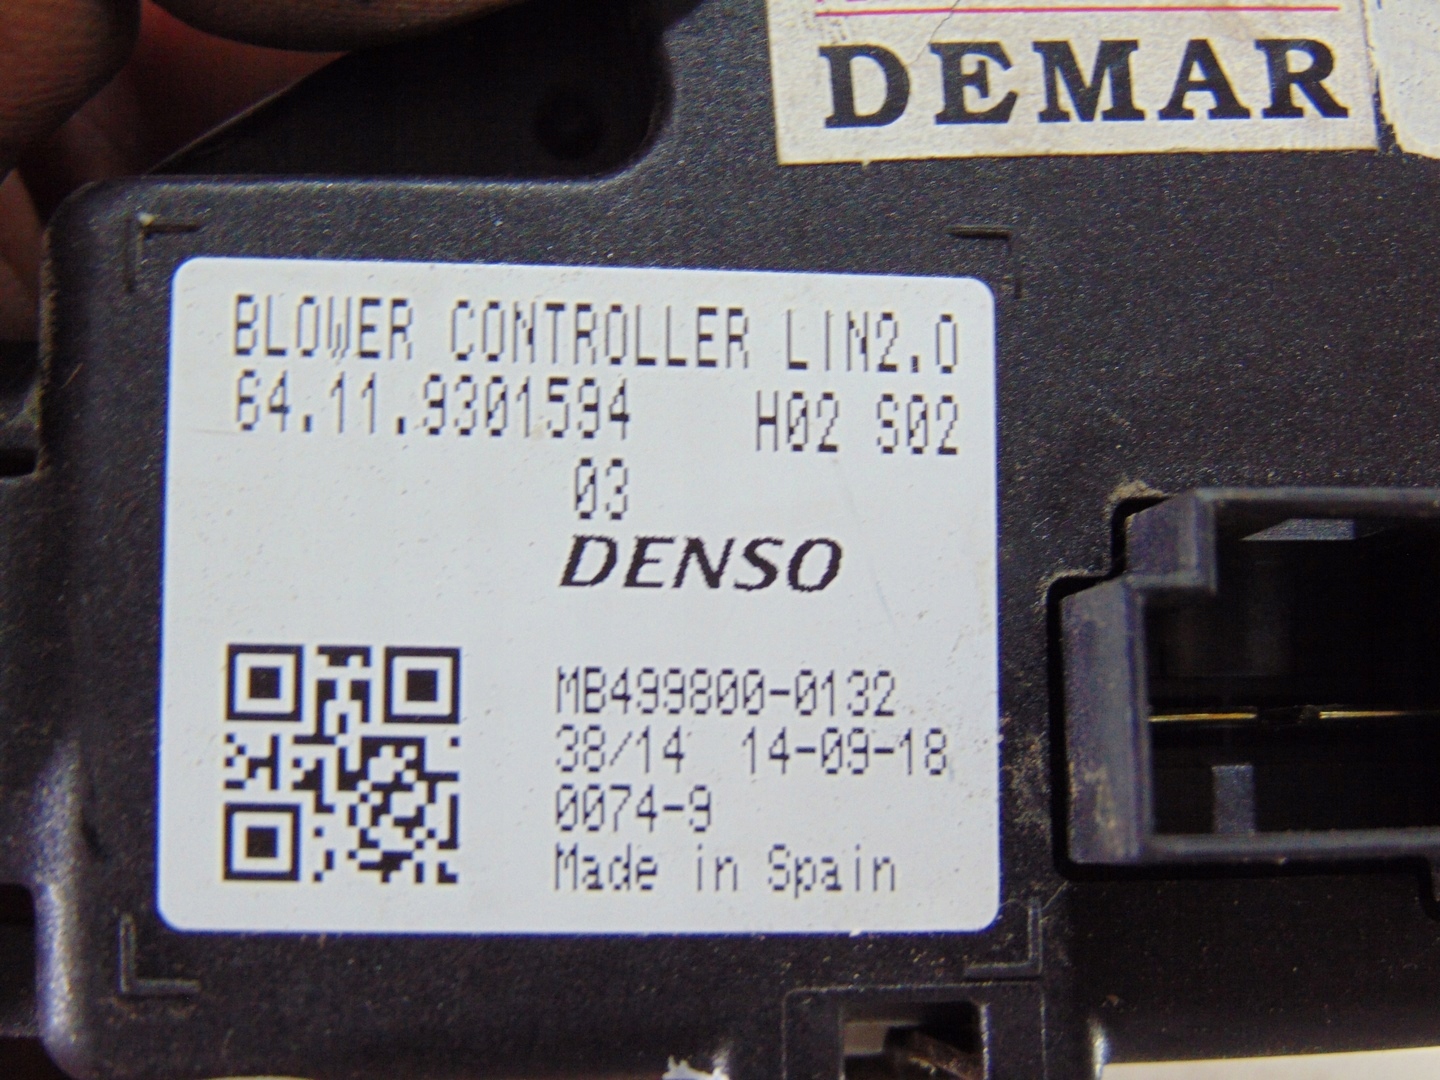 DEMAR
BLOWER CONTROLLER LIN2.0
64.11.9301594 H02 S02
03
DENSO
MB499800-0132
38/14 14-09-18
0074-9
Made in Spain